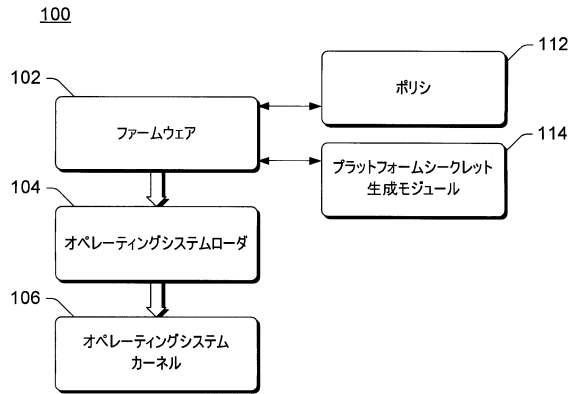 100
102
ファームウェア
112
ポリシ
114
プラットフォームシークレット
生成モジュール
104
オペレーティングシステムローダ
106
オペレーティングシステム
カーネル